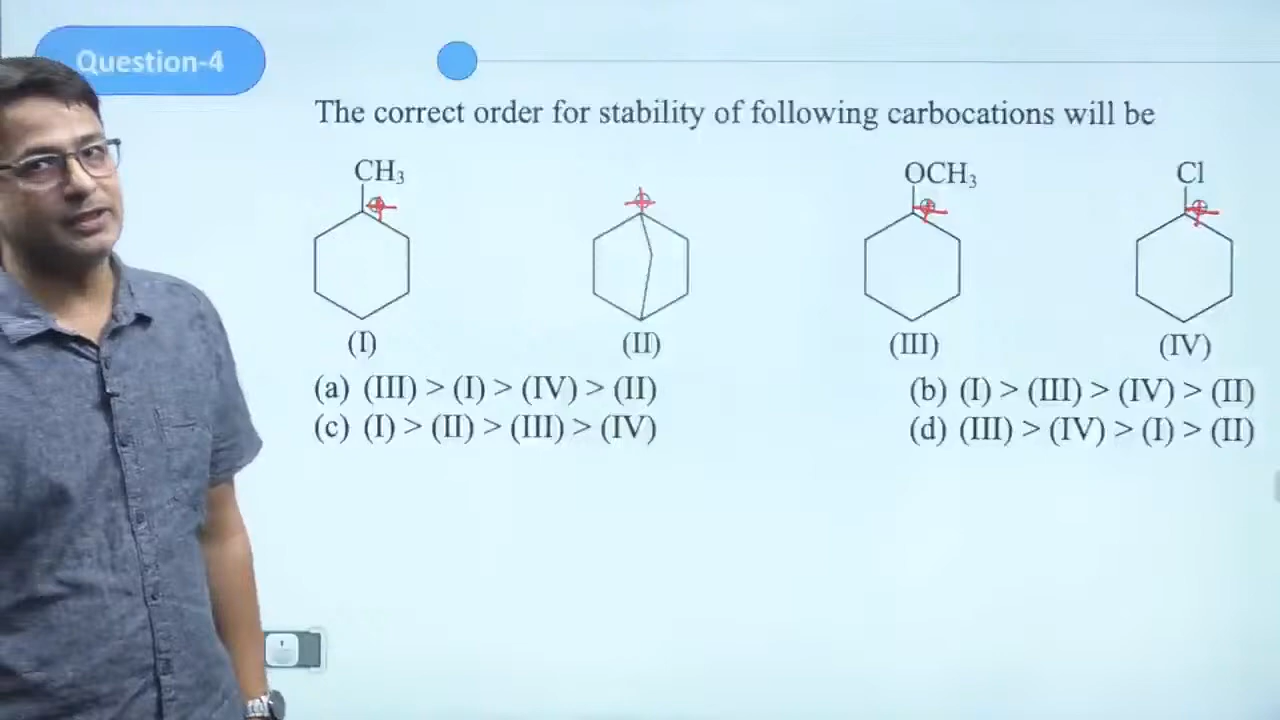 Question-4
The correct order for stability of following carbocations will be
CH₃ OCH₃ Cl
⊕ ⊕ ⊕ ⊕
(I) (II) (III) (IV)
(a) (III) > (I) > (IV) > (II) (b) (I) > (III) > (IV) > (II)
(c) (I) > (II) > (III) > (IV) (d) (III) > (IV) > (I) > (II)